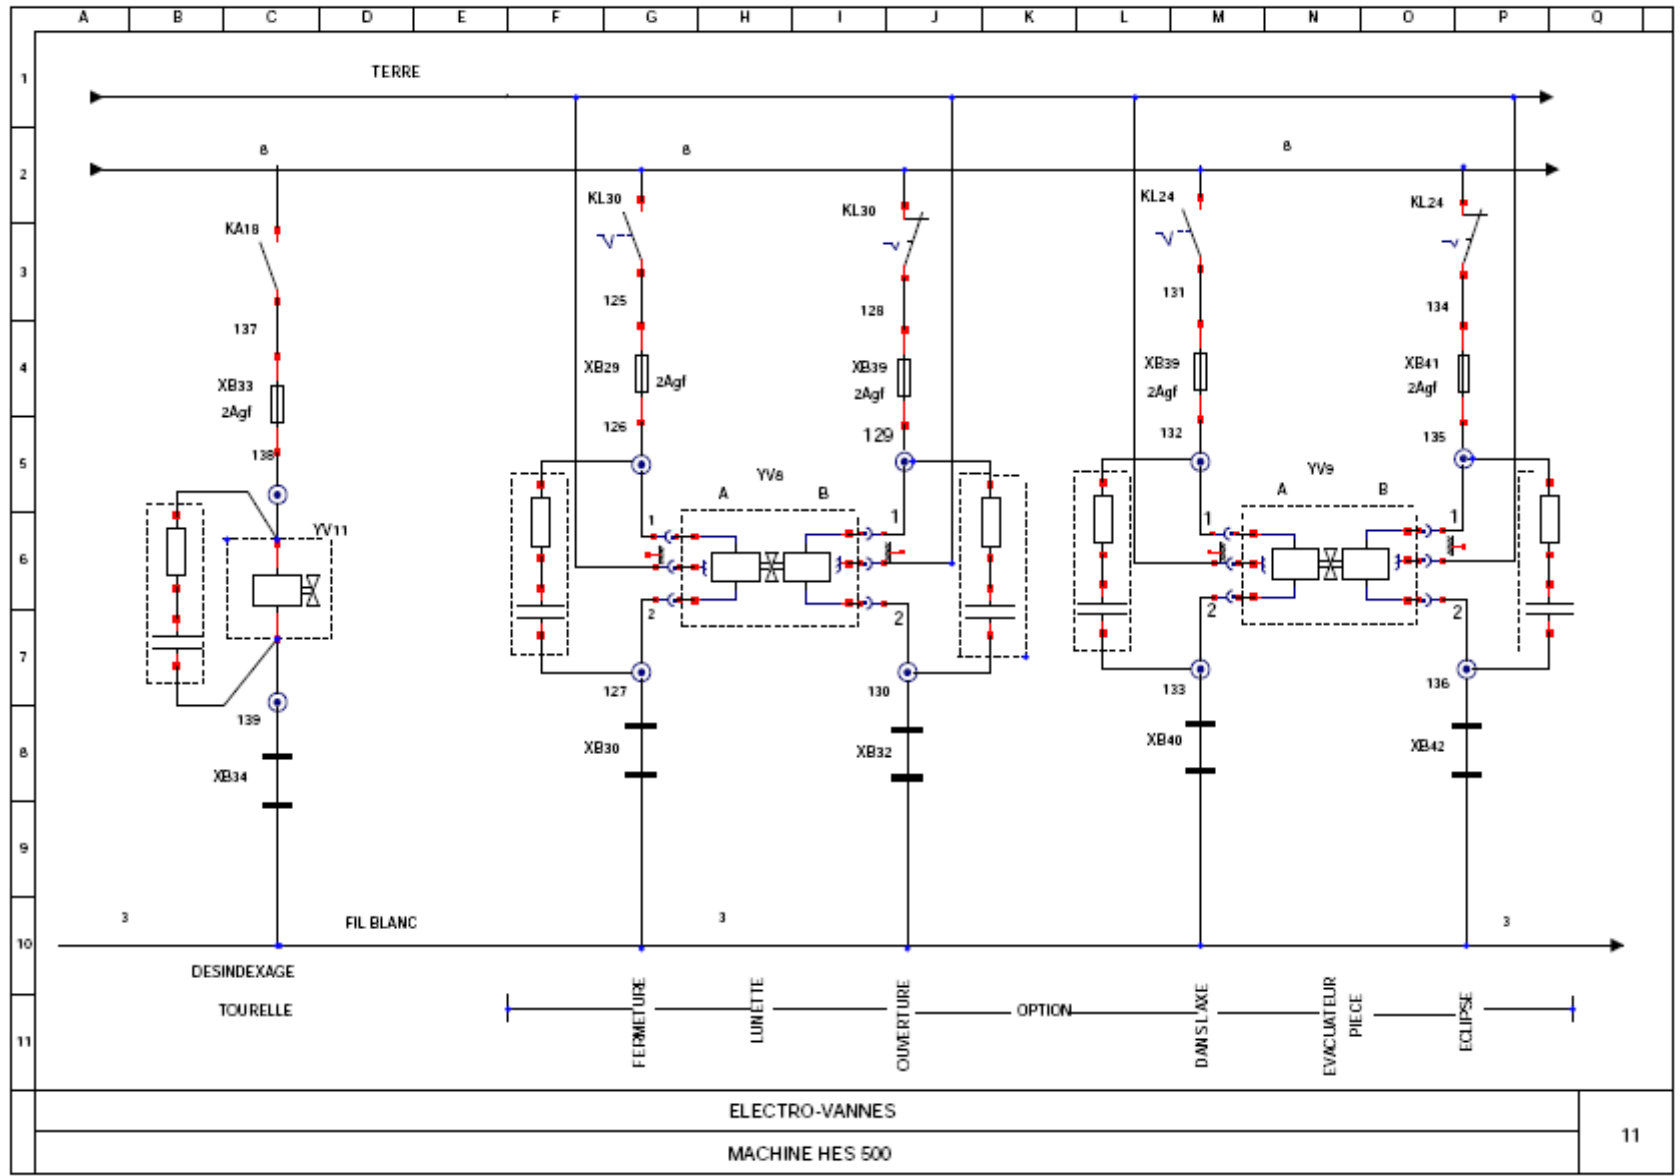 A B C D E F G H I J K L M N O P Q
1
TERRE
2
8 8 8
KL30 KL30 KL24 KL24
KA18
3
125 128 131 134
137
4
XB33 XB29 XB39 XB39 XB41
2Agf 2Agf 2Agf 2Agf 2Agf
126 129 132 135
138
5
YV8 YV9
A B A B
1 1 1 1
YV11
6
2 2 2 2
7
127 130 133 136
139
8
XB34 XB30 XB32 XB40 XB42
9
3 FIL BLANC 3 3
10
DESINDEXAGE
TOURELLE
FERMETURE
LUNETTE
OUVERTURE
OPTION
DANS L'AXE
EVACUATEUR
PIECE
ECLIPSE
11
ELECTRO-VANNES
MACHINE HES 500
11